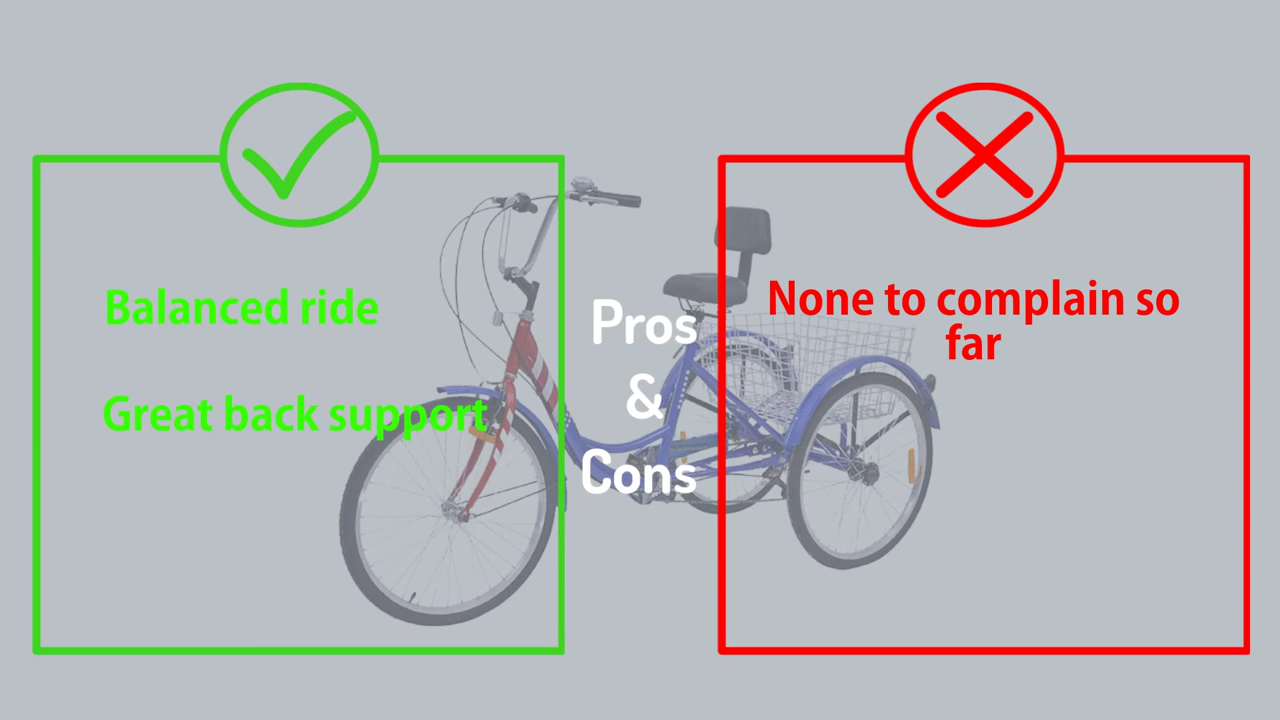 Balanced ride
Great back support
Pros
&
Cons
None to complain so
far